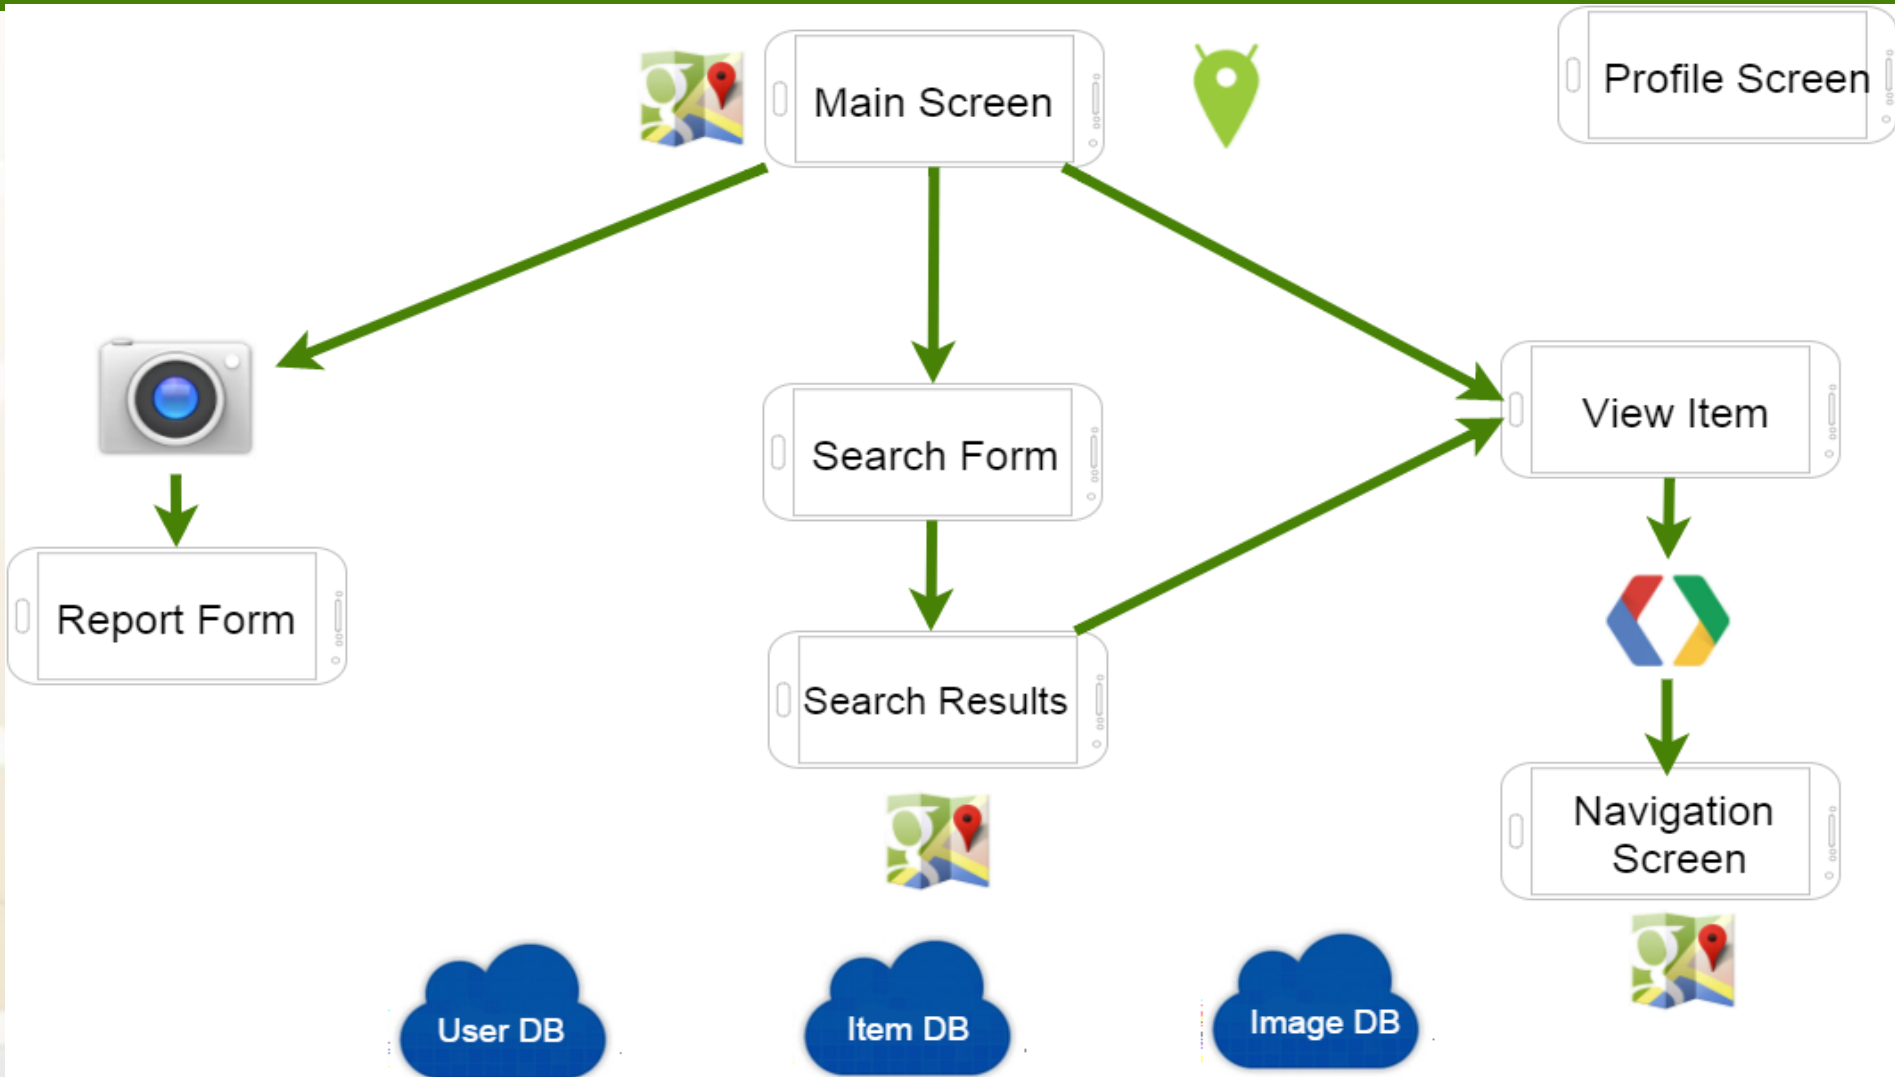 Main Screen
Profile Screen
Search Form
View Item
Report Form
Search Results
Navigation
Screen
User DB
Item DB
Image DB